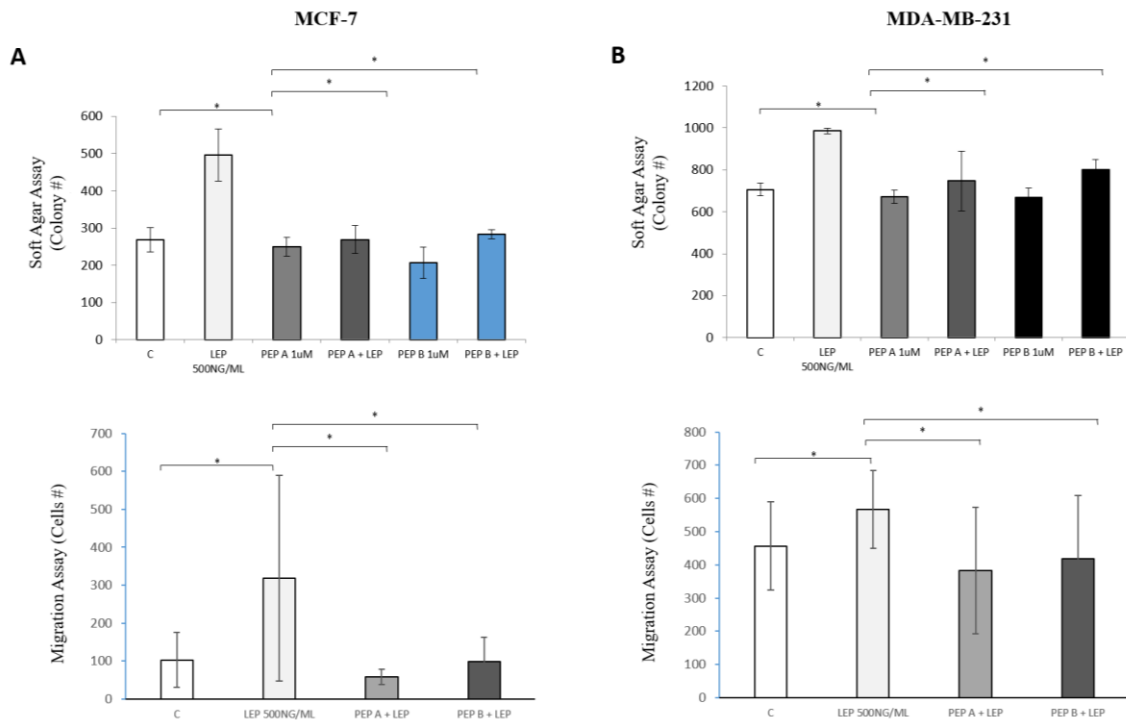 MCF-7
MDA-MB-231
A
Soft Agar Assay
(Colony #)
600
500
400
300
200
100
0
*
*
*
C
LEP
500NG/ML
PEP A 1uM
PEP A + LEP
PEP B 1uM
PEP B + LEP
B
Soft Agar Assay
(Colony #)
1200
1000
800
600
400
200
0
*
*
*
C
LEP
500NG/ML
PEP A 1uM
PEP A + LEP
PEP B 1uM
PEP B + LEP
Migration Assay (Cells #)
700
600
500
400
300
200
100
0
*
*
*
C
LEP 500NG/ML
PEP A + LEP
PEP B + LEP
Migration Assay (Cells #)
800
700
600
500
400
300
200
100
0
*
*
*
C
LEP 500NG/ML
PEP A + LEP
PEP B + LEP